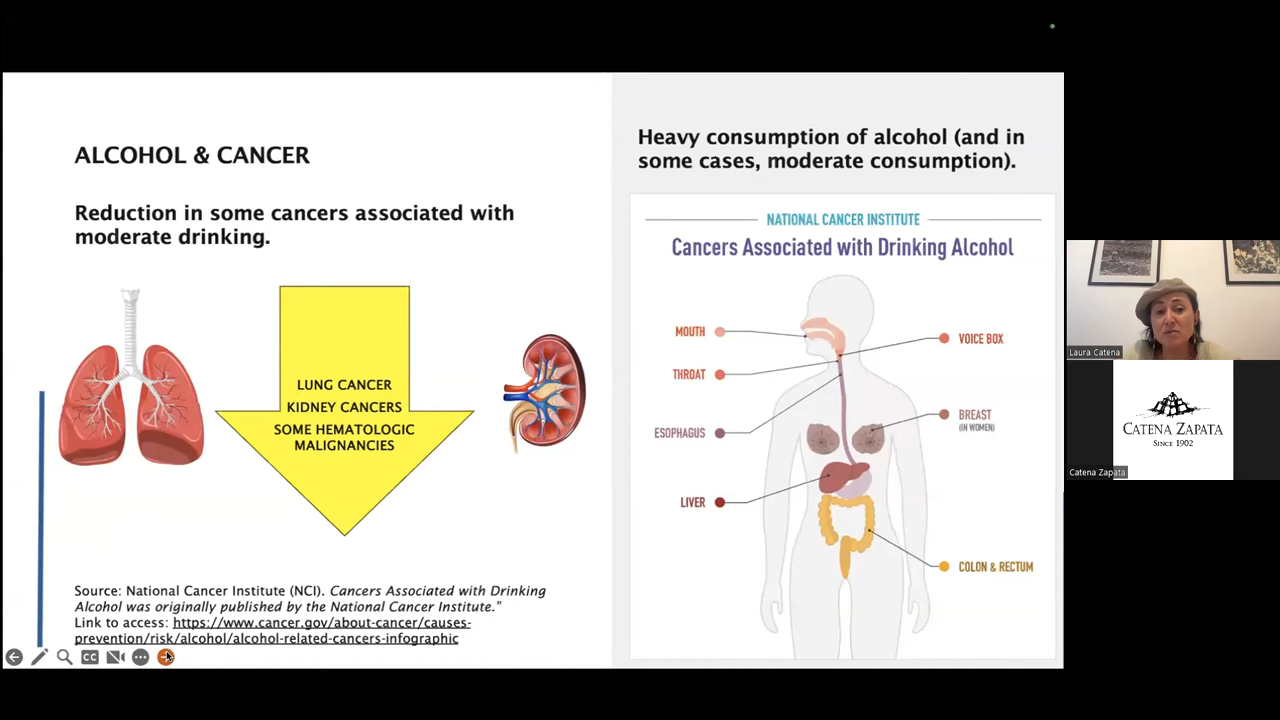 ALCOHOL & CANCER
Reduction in some cancers associated with
moderate drinking.
LUNG CANCER
KIDNEY CANCERS
SOME HEMATOLOGIC
MALIGNANCIES
Source: National Cancer Institute (NCI). Cancers Associated with Drinking
Alcohol was originally published by the National Cancer Institute.”
Link to access: https://www.cancer.gov/about-cancer/causes-
prevention/risk/alcohol/alcohol-related-cancers-infographic
CC
Heavy consumption of alcohol (and in
some cases, moderate consumption).
NATIONAL CANCER INSTITUTE
Cancers Associated with Drinking Alcohol
MOUTH
VOICE BOX
THROAT
BREAST
(IN WOMEN)
ESOPHAGUS
LIVER
COLON & RECTUM
Laura Catena
CATENA ZAPATA
SINCE 1902
Catena Zapata